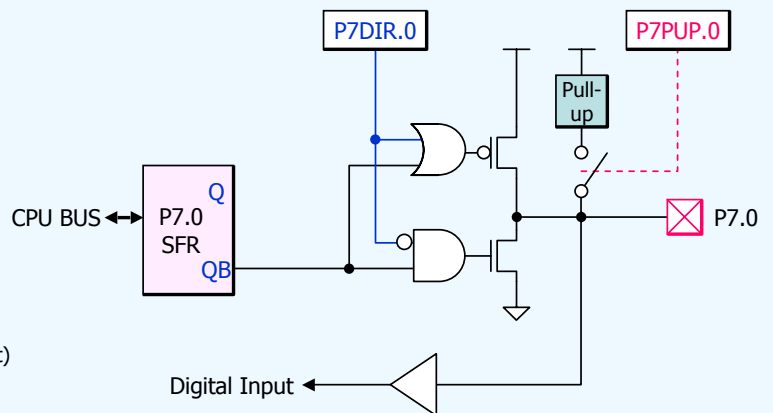 P7DIR.0
P7PUP.0
Pull-
up
Q
CPU BUS
P7.0
SFR
QB
P7.0
Digital Input